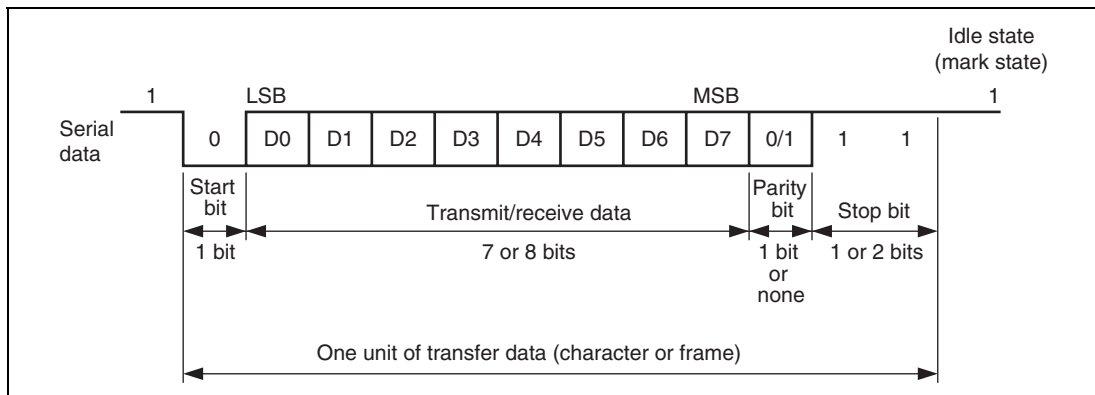 Idle state
(mark state)
1 LSB MSB 1
Serial
data
0 D0 D1 D2 D3 D4 D5 D6 D7 0/1 1 1
Start
bit
Transmit/receive data
Parity
bit
Stop bit
1 bit
7 or 8 bits
1 bit
or
none
1 or 2 bits
One unit of transfer data (character or frame)